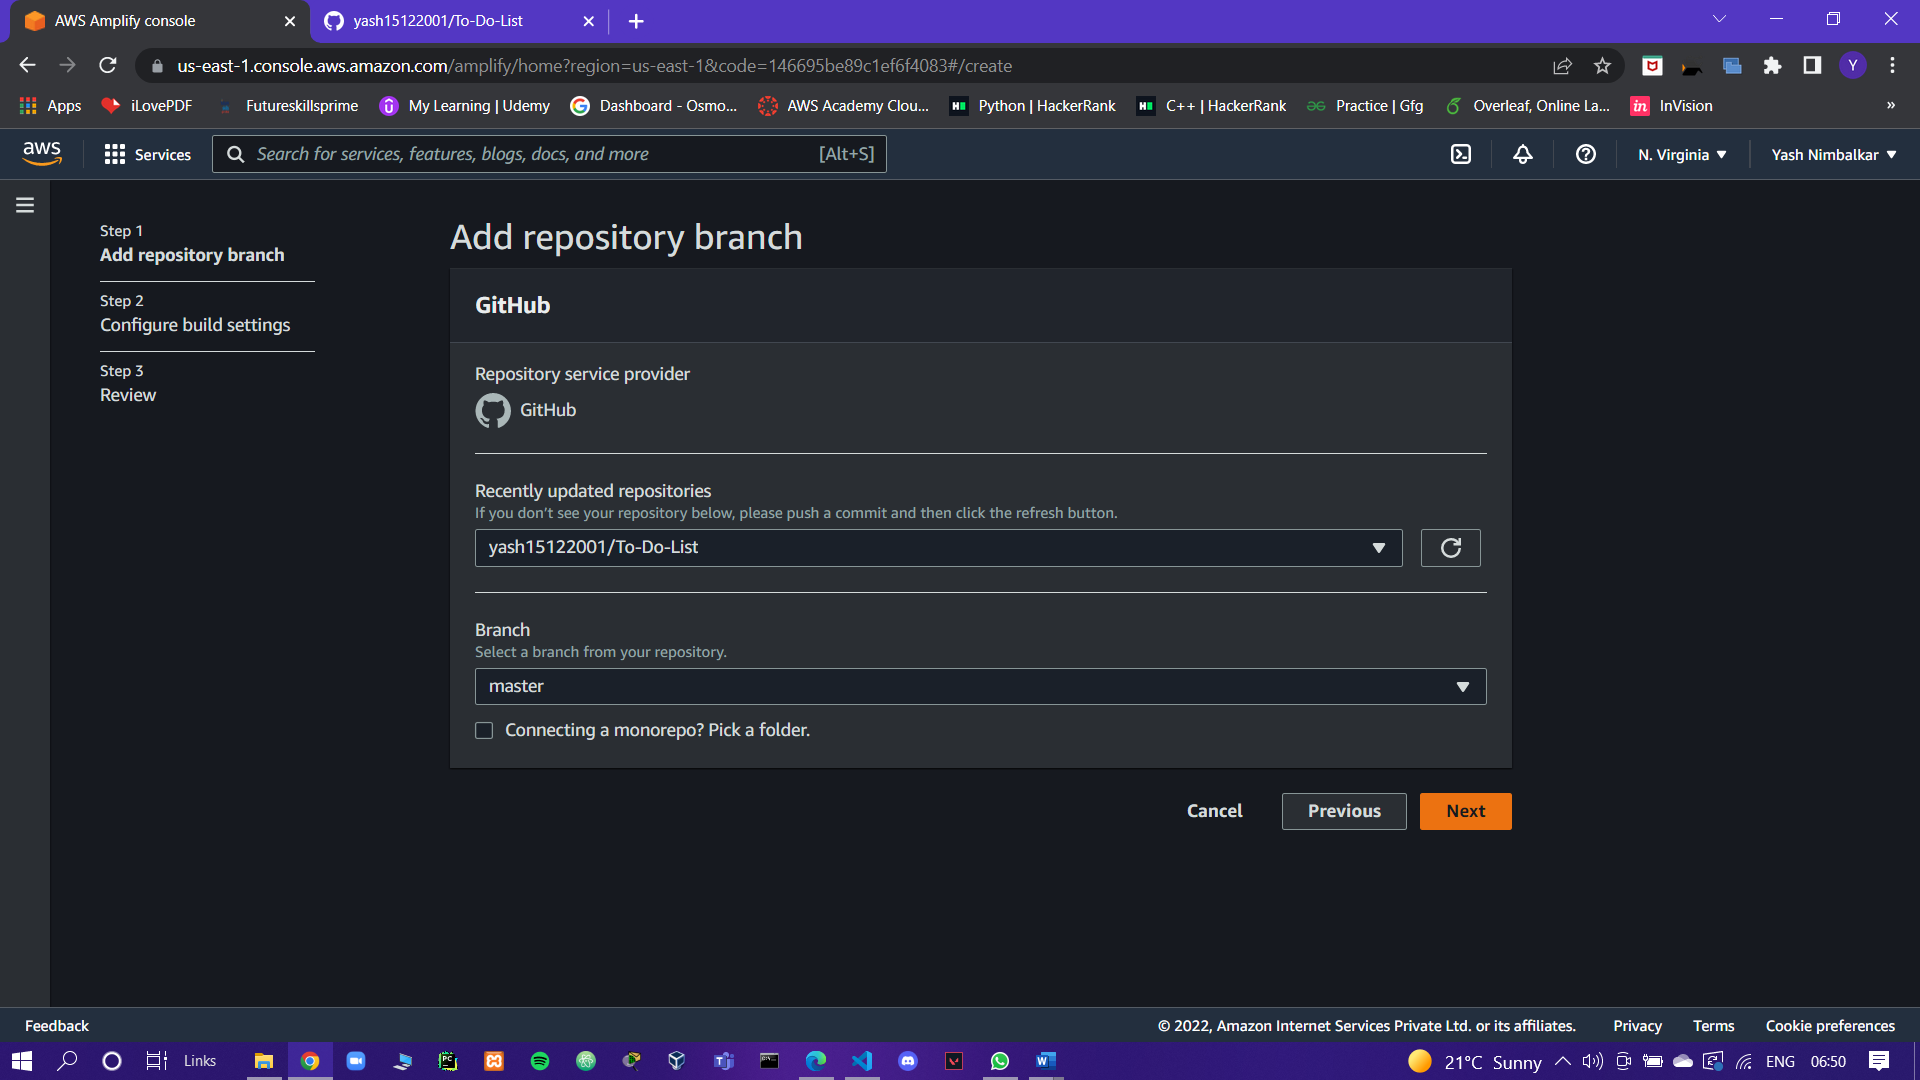 AWS Amplify console
yash15122001/To-Do-List
us-east-1.console.aws.amazon.com/amplify/home?region=us-east-1&code=146695be89c1ef6f4083#/create
Y
Apps iLovePDF Futureskillsprime My Learning | Udemy Dashboard - Osmo... AWS Academy Clou... Python | HackerRank C++ | HackerRank Practice | Gfg Overleaf, Online La... in InVision »
aws Services Search for services, features, blogs, docs, and more [Alt+S] N. Virginia Yash Nimbalkar
Step 1
Add repository branch
Step 2
Configure build settings
Step 3
Review
Add repository branch
GitHub
Repository service provider
GitHub
Recently updated repositories
If you don't see your repository below, please push a commit and then click the refresh button.
yash15122001/To-Do-List
Branch
Select a branch from your repository.
master
Connecting a monorepo? Pick a folder.
Cancel Previous Next
Feedback © 2022, Amazon Internet Services Private Ltd. or its affiliates. Privacy Terms Cookie preferences
Links 21°C Sunny ENG 06:50